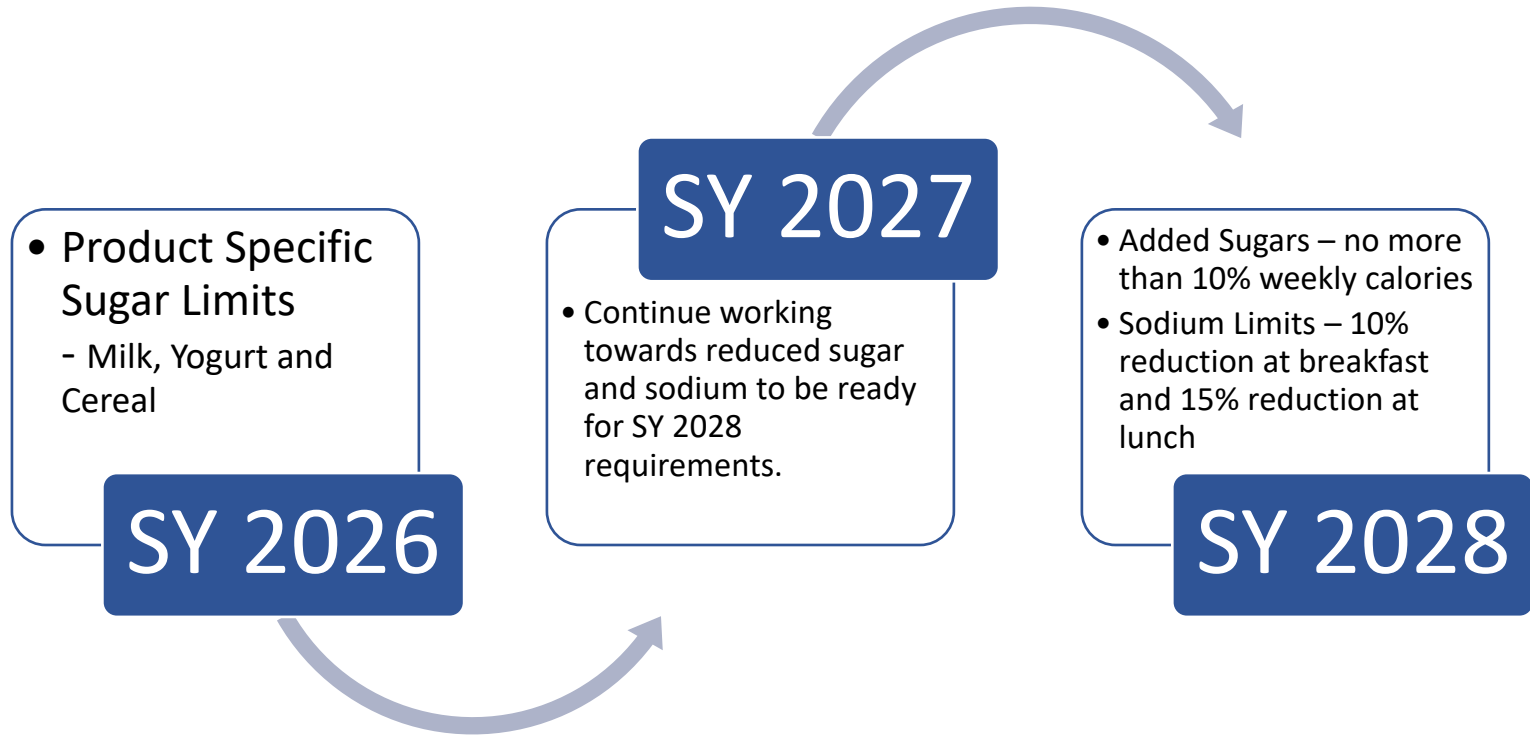 • Product Specific
Sugar Limits
- Milk, Yogurt and
Cereal
SY 2026
SY 2027
• Continue working
towards reduced sugar
and sodium to be ready
for SY 2028
requirements.
• Added Sugars – no more
than 10% weekly calories
• Sodium Limits – 10%
reduction at breakfast
and 15% reduction at
lunch
SY 2028